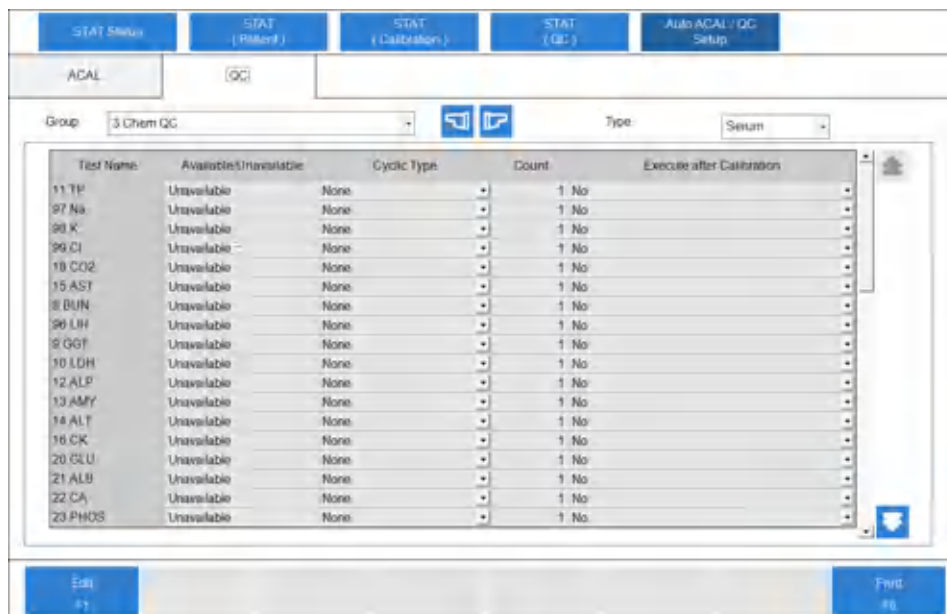 STAT Status
STAT
( Patient )
STAT
( Calibration )
STAT
( QC )
Auto ACAL / QC
Setup
ACAL
QC
Group 3 Chem QC Type Serum
Test Name Available/Unavailable Cyclic Type Count Execute after Calibration
11 TP Unavailable None 1 No
97 Na Unavailable None 1 No
98 K Unavailable None 1 No
99 Cl Unavailable None 1 No
18 CO2 Unavailable None 1 No
15 AST Unavailable None 1 No
8 BUN Unavailable None 1 No
96 LIH Unavailable None 1 No
9 GGT Unavailable None 1 No
10 LDH Unavailable None 1 No
12 ALP Unavailable None 1 No
13 AMY Unavailable None 1 No
14 ALT Unavailable None 1 No
16 CK Unavailable None 1 No
20 GLU Unavailable None 1 No
21 ALB Unavailable None 1 No
22 CA Unavailable None 1 No
23 PHOS Unavailable None 1 No
Edit
F1
Print